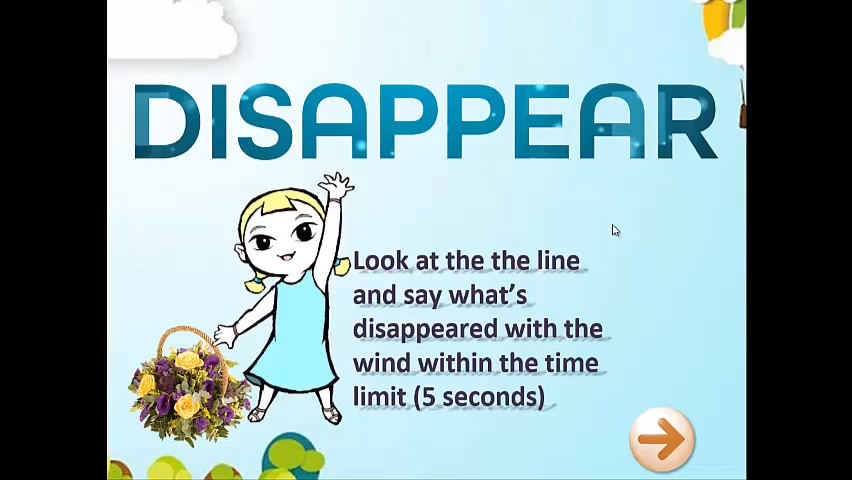 DISAPPEAR
Look at the the line
and say what's
disappeared with the
wind within the time
limit (5 seconds)